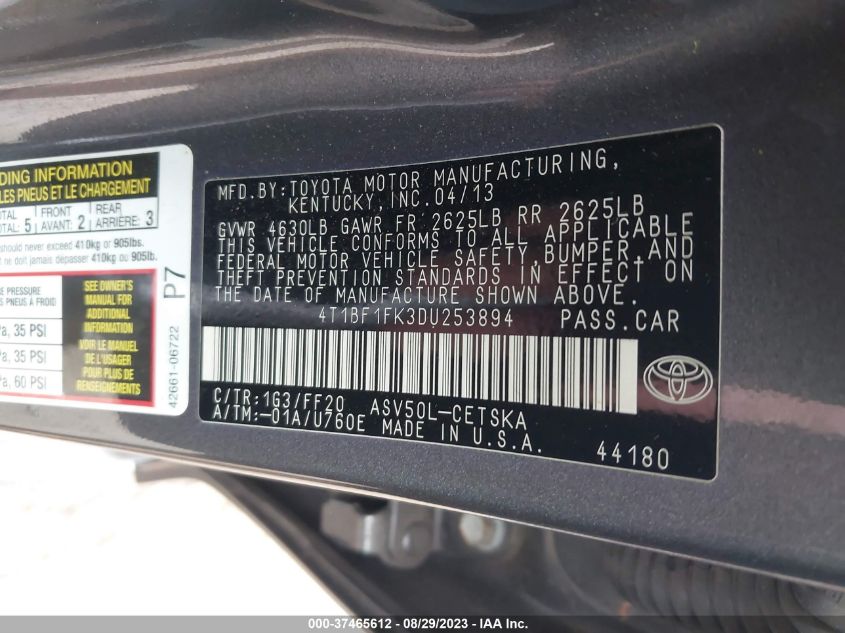 DING INFORMATION
LES PNEUS ET LE CHARGEMENT
TOTAL 5 FRONT AVANT: 2 REAR ARRIÈRE: 3
should never exceed 410kg or 905lbs.
t ne doit jamais dépasser 410kg ou 905lbs.
PRESSURE
S PNEUS À FROID
a, 35 PSI
a, 35 PSI
a, 60 PSI
SEE OWNER'S
MANUAL FOR
ADDITIONAL
INFORMATION
VOIR LE MANUEL
DE L'USAGER
POUR PLUS DE
RENSEIGNEMENTS
P7
42661-06722
MFD.BY:TOYOTA MOTOR MANUFACTURING,
KENTUCKY, INC. 04/13
GVWR 4630LB GAWR FR 2625LB RR 2625LB
THIS VEHICLE CONFORMS TO ALL APPLICABLE
FEDERAL MOTOR VEHICLE SAFETY,BUMPER,AND
THEFT PREVENTION STANDARDS IN EFFECT ON
THE DATE OF MANUFACTURE SHOWN ABOVE.
4T1BF1FK3DU253894 PASS.CAR
C/TR:1G3/FF20 ASV50L-CETSKA
A/TM:-01A/U760E MADE IN U.S.A.
44180
000-37465612 - 08/29/2023 - IAAI.com.